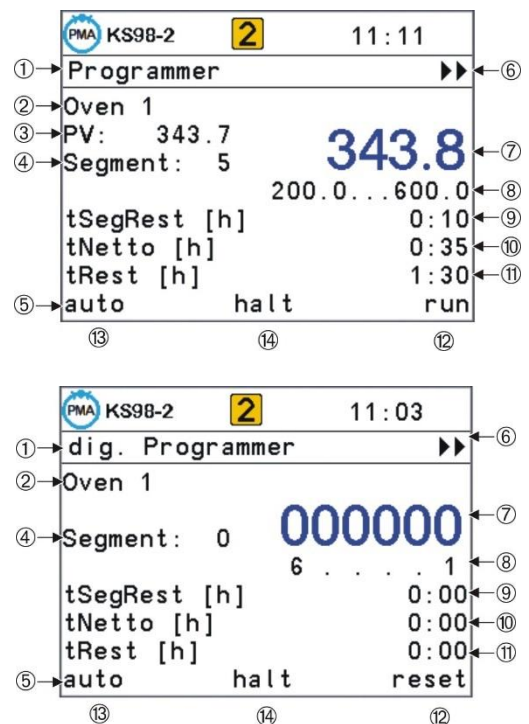 PMA KS98-2 2 11:11
① Programmer ⑥
② Oven 1
③ PV: 343.7
343.8 ⑦
④ Segment: 5
200.0...600.0 ⑧
tSegRest [h] 0:10 ⑨
tNetto [h] 0:35 ⑩
tRest [h] 1:30 ⑪
⑤ auto halt run
⑬ ⑭ ⑫
PMA KS98-2 2 11:03
① dig. Programmer ⑥
② Oven 1
000000 ⑦
④ Segment: 0
6 . . . . 1 ⑧
tSegRest [h] 0:00 ⑨
tNetto [h] 0:00 ⑩
tRest [h] 0:00 ⑪
⑤ auto halt reset
⑬ ⑭ ⑫